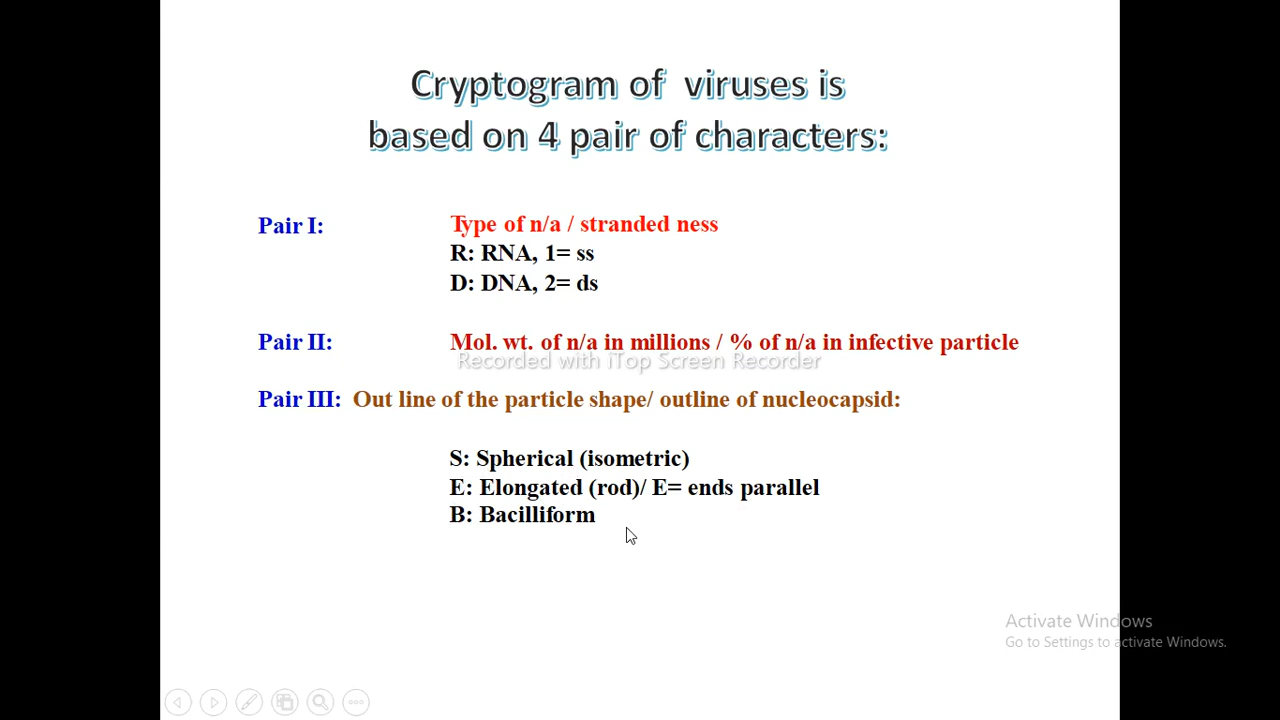 Cryptogram of viruses is
based on 4 pair of characters:
Pair I: Type of n/a / stranded ness
R: RNA, 1= ss
D: DNA, 2= ds
Pair II: Mol. wt. of n/a in millions / % of n/a in infective particle
Recorded with iTop Screen Recorder
Pair III: Out line of the particle shape/ outline of nucleocapsid:
S: Spherical (isometric)
E: Elongated (rod)/ E= ends parallel
B: Bacilliform
Activate Windows
Go to Settings to activate Windows.